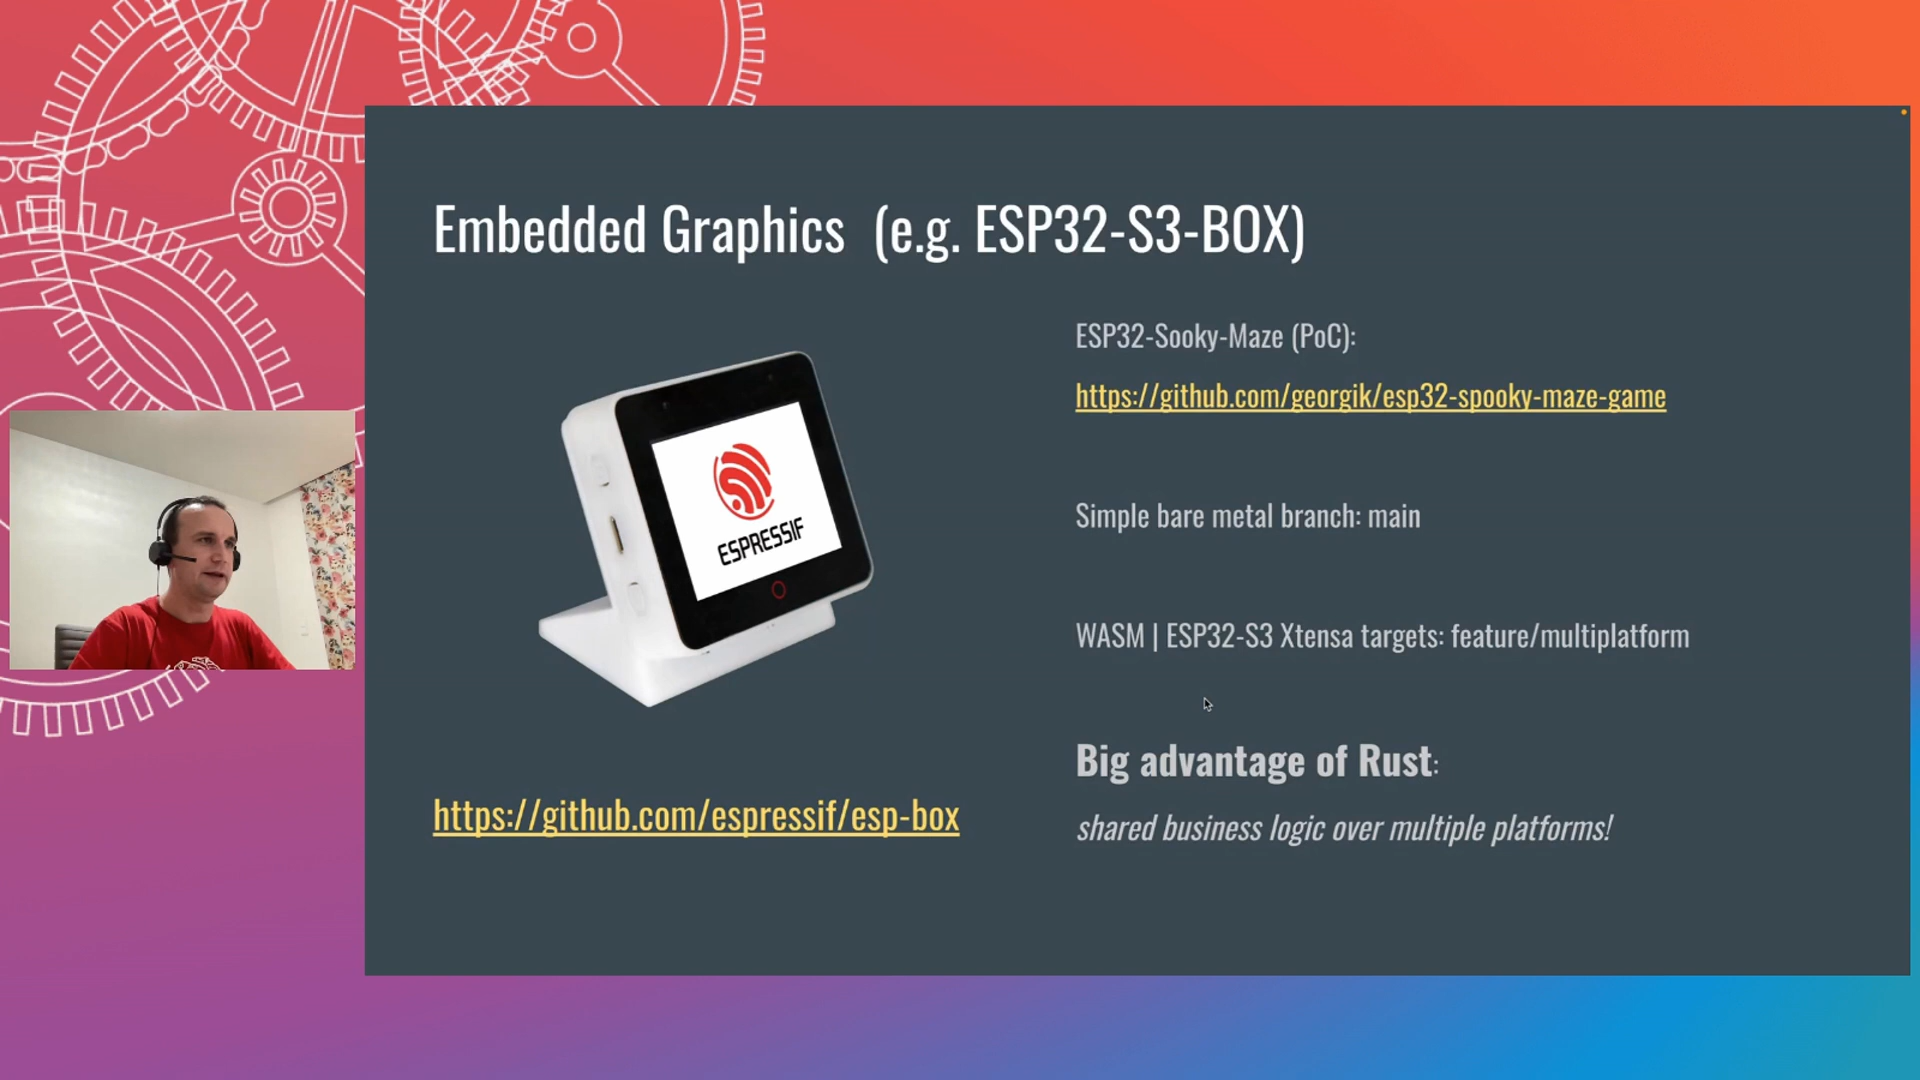 Embedded Graphics (e.g. ESP32-S3-BOX)
ESPRESSIF
https://github.com/espressif/esp-box
ESP32-Sooky-Maze (PoC):
https://github.com/georgik/esp32-spooky-maze-game
Simple bare metal branch: main
WASM | ESP32-S3 Xtensa targets: feature/multiplatform
Big advantage of Rust:
shared business logic over multiple platforms!